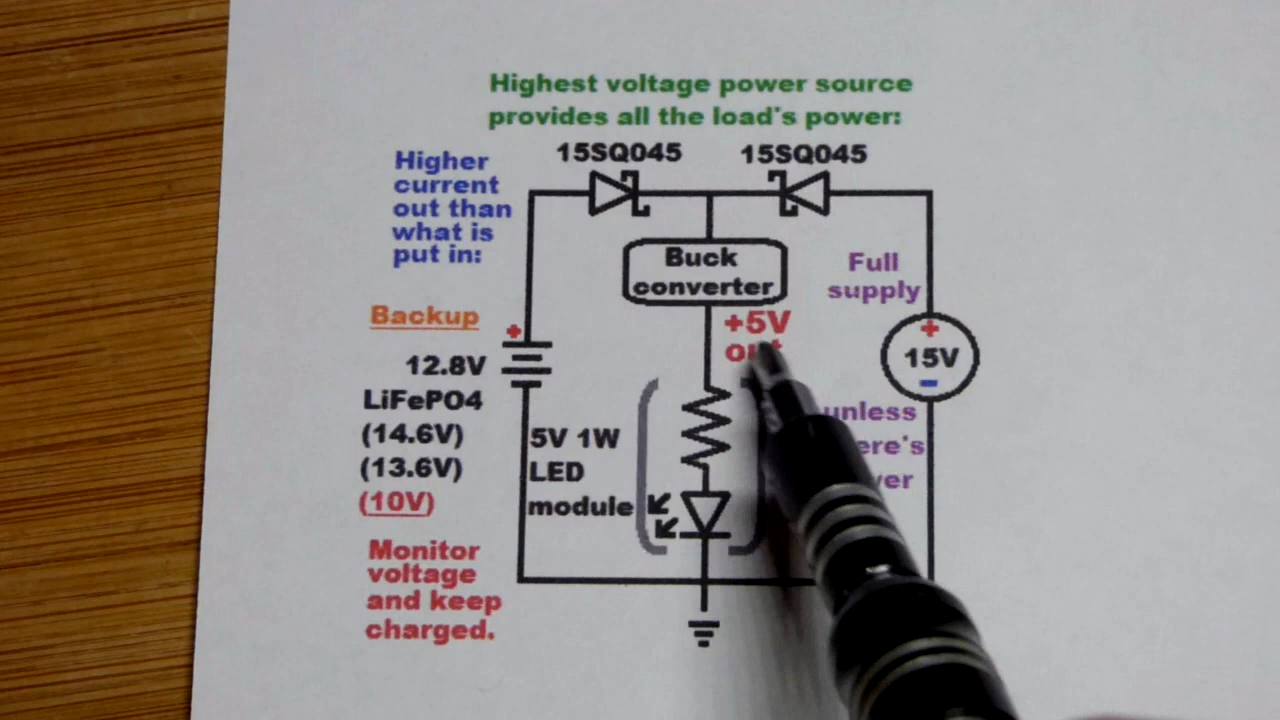 Highest voltage power source
provides all the load's power:
15SQ045
15SQ045
Higher
current
out than
what is
put in:
Buck
converter
Full
supply
+5V
Backup
+
12.8V
LiFePO4
(14.6V)
(13.6V)
(10V)
+
15V
-
5V 1W
LED
module
unless
Monitor
voltage
and keep
charged.